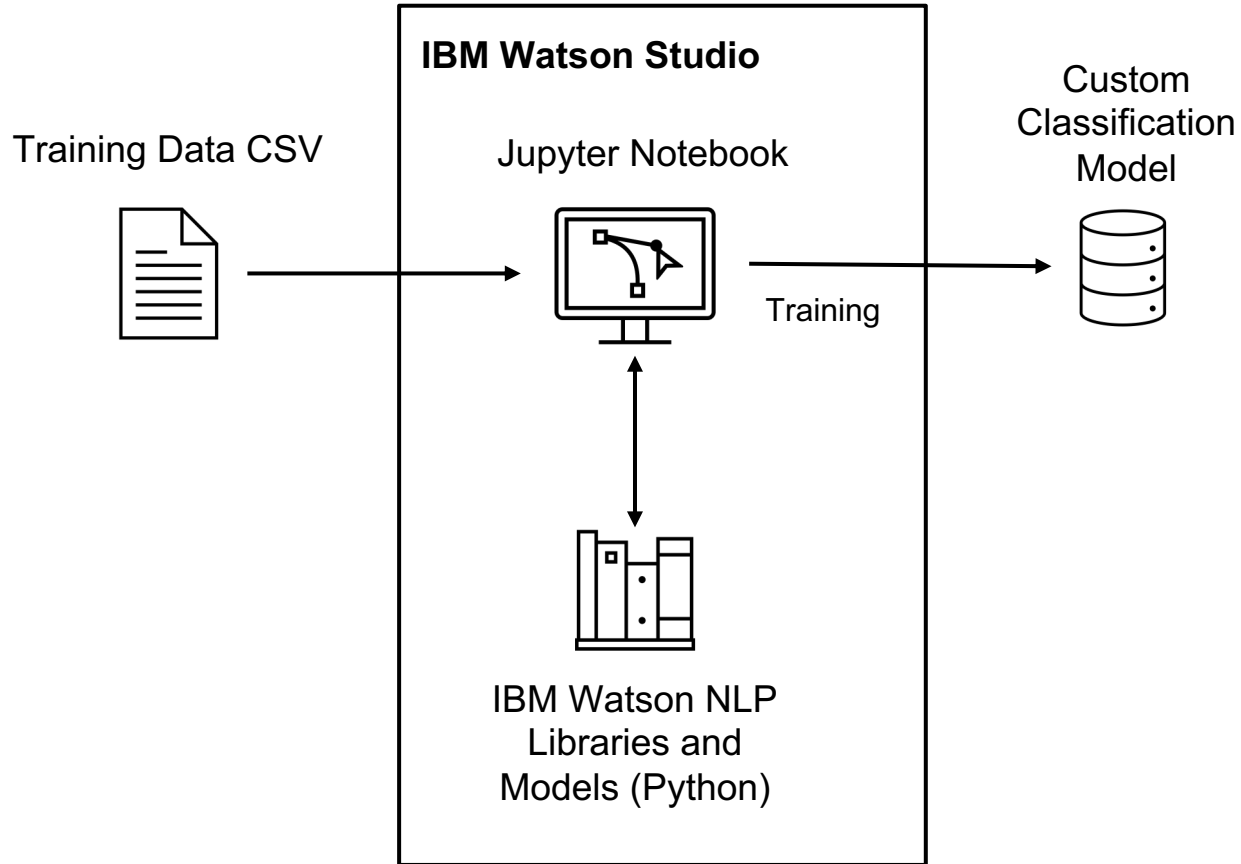 IBM Watson Studio
Training Data CSV
Jupyter Notebook
Custom
Classification
Model
Training
IBM Watson NLP
Libraries and
Models (Python)